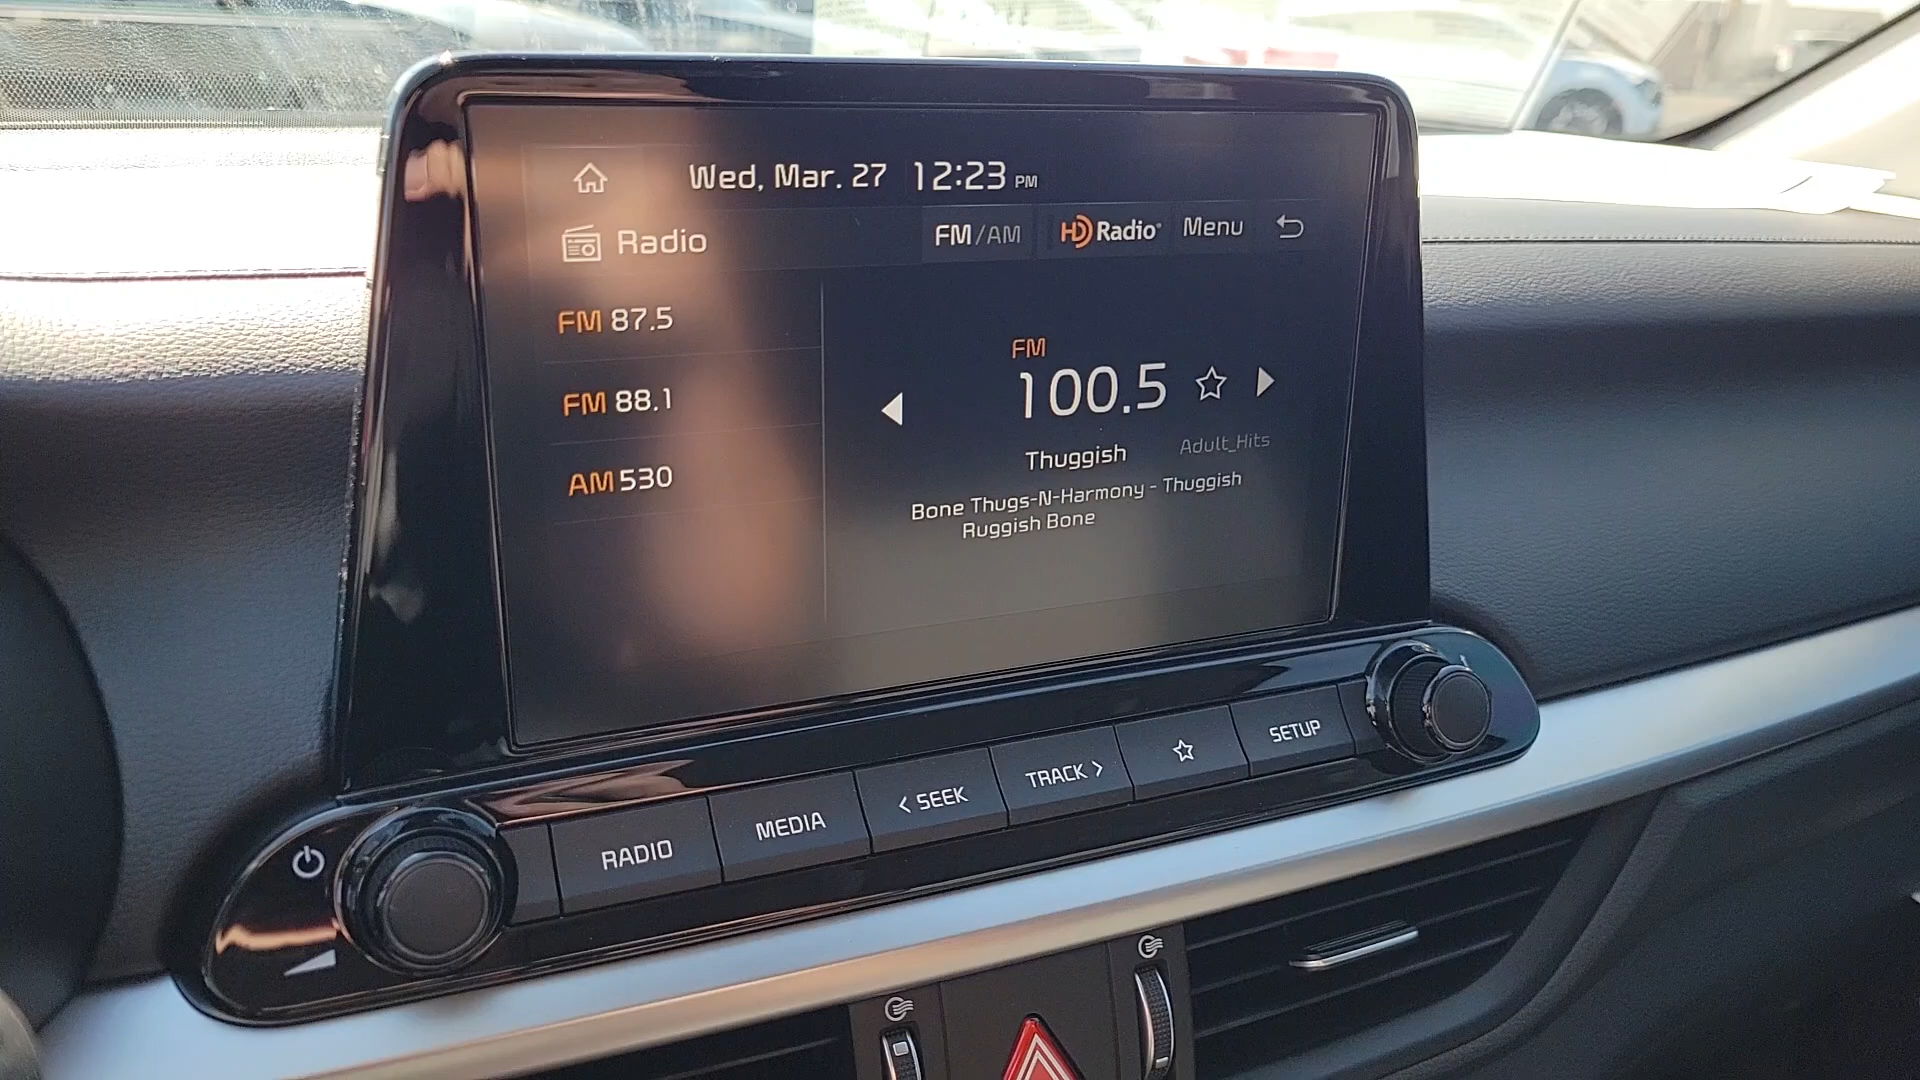 Wed, Mar. 27 12:23 PM
Radio FM/AM HD Radio Menu
FM 87.5
FM 88.1
AM 530
FM
100.5
Thuggish Adult_Hits
Bone Thugs-N-Harmony - Thuggish
Ruggish Bone
RADIO MEDIA < SEEK TRACK > SETUP